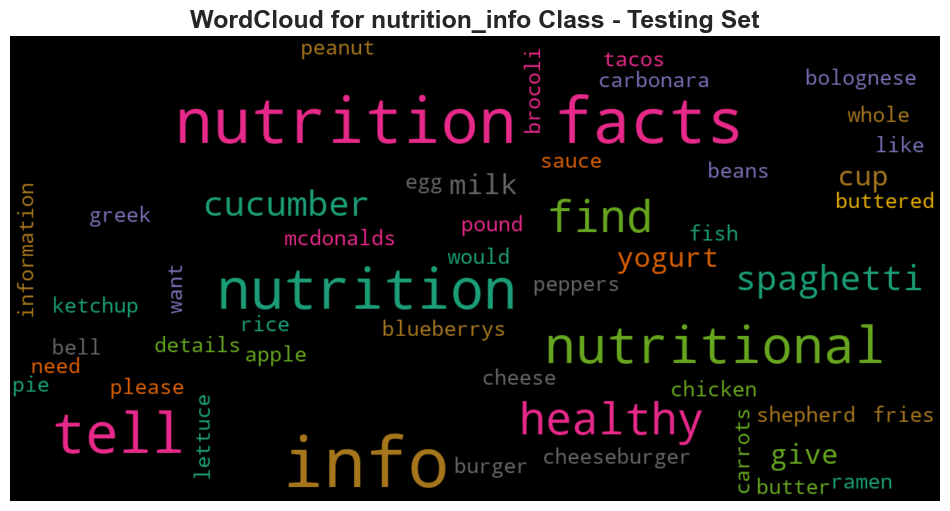 WordCloud for nutrition_info Class - Testing Set
peanut
tacos
brocoli
carbonara
bolognese
nutrition facts
whole
like
sauce
beans
egg
milk
cup
information
cucumber
buttered
greek
pound
find
mcdonalds
fish
would
yogurt
want
nutrition
peppers
spaghetti
ketchup
rice
blueberrys
bell
details
apple
nutritional
need
pie
please
cheese
chicken
lettuce
tell
healthy
carrots
shepherd
fries
info
burger
cheeseburger
give
butter
ramen